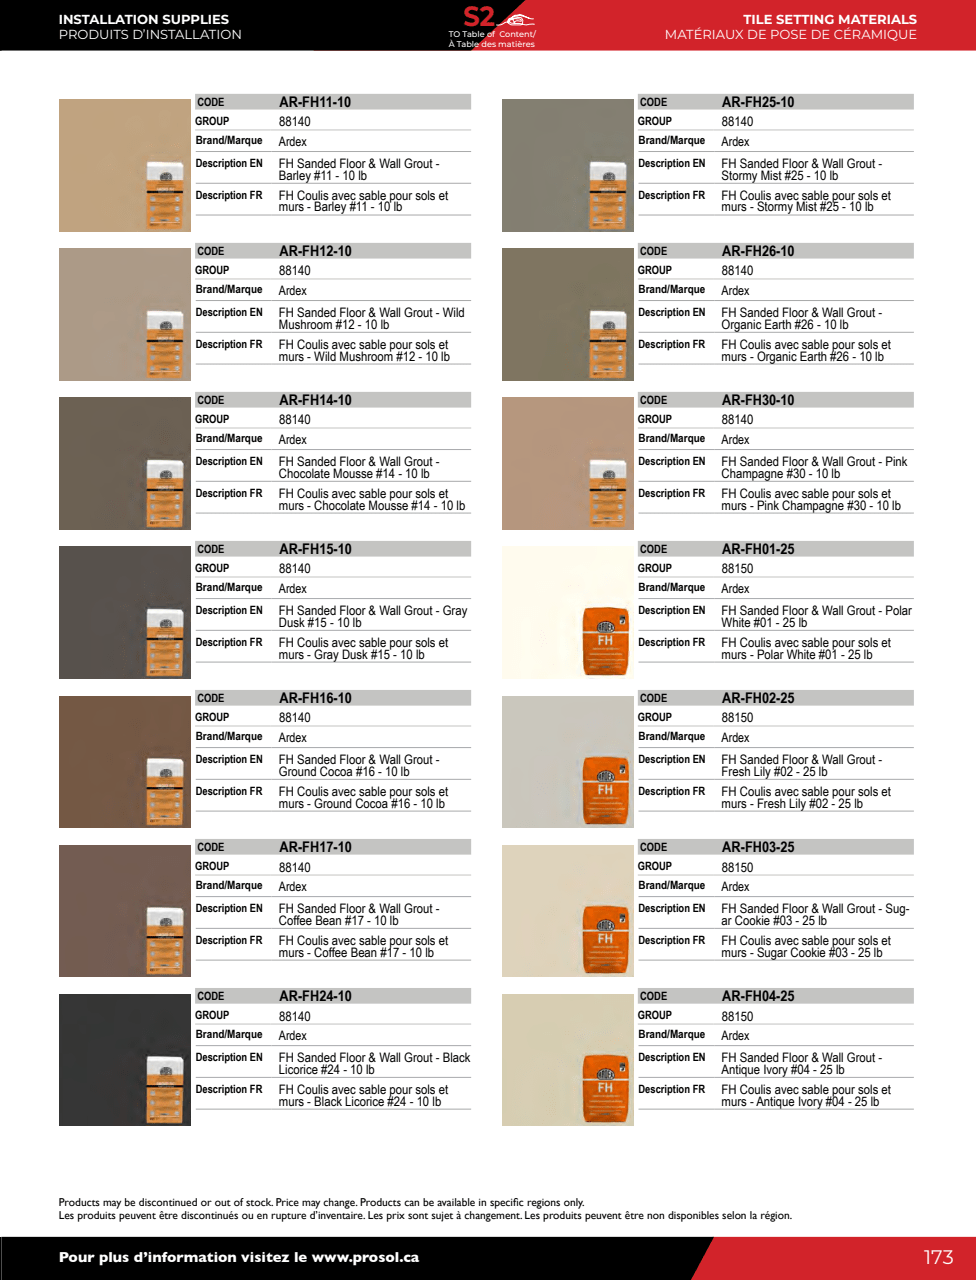 INSTALLATION SUPPLIES
PRODUITS D'INSTALLATION
S2
TO Table of Content/
À Table des matières
TILE SETTING MATERIALS
MATÉRIAUX DE POSE DE CÉRAMIQUE
CODE AR-FH11-10
GROUP 88140
Brand/Marque Ardex
Description EN FH Sanded Floor & Wall Grout -
Barley #11 - 10 lb
Description FR FH Coulis avec sable pour sols et
murs - Barley #11 - 10 lb
CODE AR-FH12-10
GROUP 88140
Brand/Marque Ardex
Description EN FH Sanded Floor & Wall Grout - Wild
Mushroom #12 - 10 lb
Description FR FH Coulis avec sable pour sols et
murs - Wild Mushroom #12 - 10 lb
CODE AR-FH14-10
GROUP 88140
Brand/Marque Ardex
Description EN FH Sanded Floor & Wall Grout -
Chocolate Mousse #14 - 10 lb
Description FR FH Coulis avec sable pour sols et
murs - Chocolate Mousse #14 - 10 lb
CODE AR-FH15-10
GROUP 88140
Brand/Marque Ardex
Description EN FH Sanded Floor & Wall Grout - Gray
Dusk #15 - 10 lb
Description FR FH Coulis avec sable pour sols et
murs - Gray Dusk #15 - 10 lb
CODE AR-FH16-10
GROUP 88140
Brand/Marque Ardex
Description EN FH Sanded Floor & Wall Grout -
Ground Cocoa #16 - 10 lb
Description FR FH Coulis avec sable pour sols et
murs - Ground Cocoa #16 - 10 lb
CODE AR-FH17-10
GROUP 88140
Brand/Marque Ardex
Description EN FH Sanded Floor & Wall Grout -
Coffee Bean #17 - 10 lb
Description FR FH Coulis avec sable pour sols et
murs - Coffee Bean #17 - 10 lb
CODE AR-FH24-10
GROUP 88140
Brand/Marque Ardex
Description EN FH Sanded Floor & Wall Grout - Black
Licorice #24 - 10 lb
Description FR FH Coulis avec sable pour sols et
murs - Black Licorice #24 - 10 lb
CODE AR-FH25-10
GROUP 88140
Brand/Marque Ardex
Description EN FH Sanded Floor & Wall Grout -
Stormy Mist #25 - 10 lb
Description FR FH Coulis avec sable pour sols et
murs - Stormy Mist #25 - 10 lb
CODE AR-FH26-10
GROUP 88140
Brand/Marque Ardex
Description EN FH Sanded Floor & Wall Grout -
Organic Earth #26 - 10 lb
Description FR FH Coulis avec sable pour sols et
murs - Organic Earth #26 - 10 lb
CODE AR-FH30-10
GROUP 88140
Brand/Marque Ardex
Description EN FH Sanded Floor & Wall Grout - Pink
Champagne #30 - 10 lb
Description FR FH Coulis avec sable pour sols et
murs - Pink Champagne #30 - 10 lb
ARDEX
FH
CODE AR-FH01-25
GROUP 88150
Brand/Marque Ardex
Description EN FH Sanded Floor & Wall Grout - Polar
White #01 - 25 lb
Description FR FH Coulis avec sable pour sols et
murs - Polar White #01 - 25 lb
ARDEX
FH
CODE AR-FH02-25
GROUP 88150
Brand/Marque Ardex
Description EN FH Sanded Floor & Wall Grout -
Fresh Lily #02 - 25 lb
Description FR FH Coulis avec sable pour sols et
murs - Fresh Lily #02 - 25 lb
ARDEX
FH
CODE AR-FH03-25
GROUP 88150
Brand/Marque Ardex
Description EN FH Sanded Floor & Wall Grout - Sug-
ar Cookie #03 - 25 lb
Description FR FH Coulis avec sable pour sols et
murs - Sugar Cookie #03 - 25 lb
ARDEX
FH
CODE AR-FH04-25
GROUP 88150
Brand/Marque Ardex
Description EN FH Sanded Floor & Wall Grout -
Antique Ivory #04 - 25 lb
Description FR FH Coulis avec sable pour sols et
murs - Antique Ivory #04 - 25 lb
Products may be discontinued or out of stock. Price may change. Products can be available in specific regions only.
Les produits peuvent être discontinués ou en rupture d'inventaire. Les prix sont sujet à changement. Les produits peuvent être non disponibles selon la région.
Pour plus d'information visitez le www.prosol.ca
173